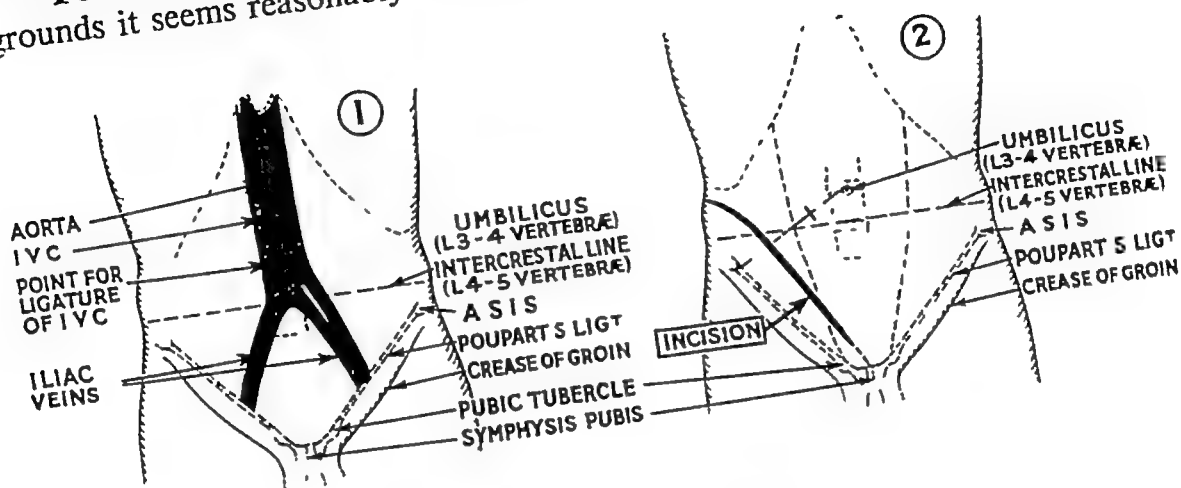 grounds it seems reasonably
1
AORTA
IVC
POINT FOR
LIGATURE
OF IVC
ILIAC
VEINS
UMBILICUS
(L3-4 VERTEBRÆ)
INTERCRESTAL LINE
(L4-5 VERTEBRÆ)
ASIS
POUPART S LIGT
CREASE OF GROIN
PUBIC TUBERCLE
SYMPHYSIS PUBIS
2
UMBILICUS
(L3-4 VERTEBRÆ)
INTERCRESTAL LINE
(L4-5 VERTEBRÆ)
ASIS
POUPART S LIGT
CREASE OF GROIN
INCISION